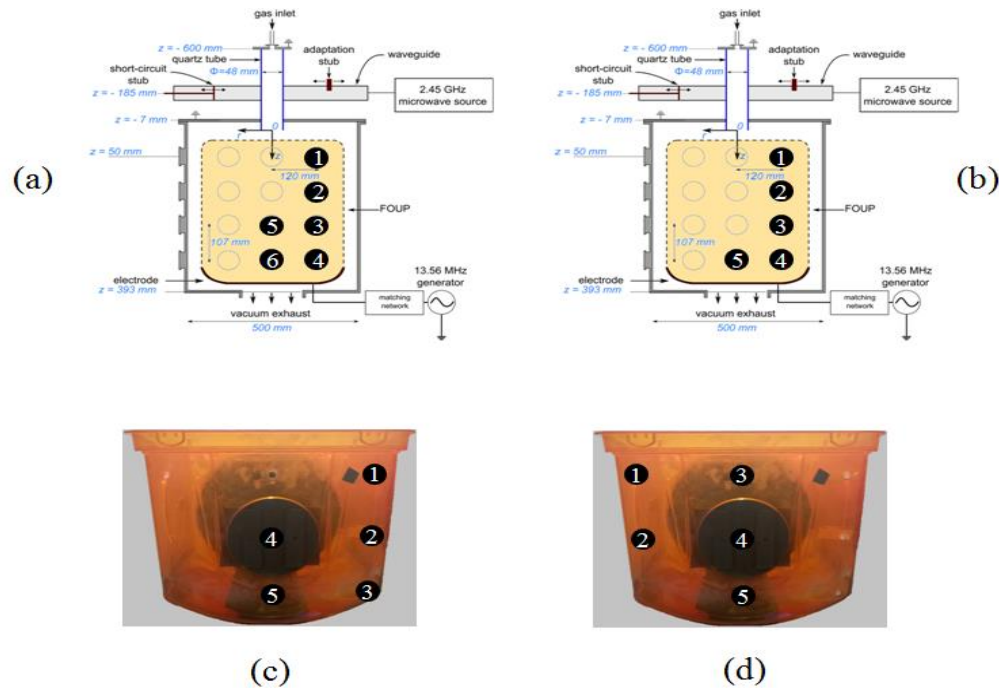 gas inlet
z = - 600 mm
quartz tube
Φ=48 mm
adaptation
stub
waveguide
short-circuit
stub
z = - 185 mm
2.45 GHz
microwave source
z = - 7 mm
0
r
z
z = 50 mm
1
120 mm
2
(a)
FOUP
5
3
107 mm
6
4
electrode
z = 393 mm
13.56 MHz
generator
matching
network
vacuum exhaust
500 mm
gas inlet
z = - 600 mm
quartz tube
Φ=48 mm
adaptation
stub
waveguide
short-circuit
stub
z = - 185 mm
2.45 GHz
microwave source
z = - 7 mm
0
r
z
z = 50 mm
1
120 mm
2
(b)
FOUP
3
107 mm
5
4
electrode
z = 393 mm
13.56 MHz
generator
matching
network
vacuum exhaust
500 mm
1
2
4
5
3
(c)
1
3
2
4
5
(d)